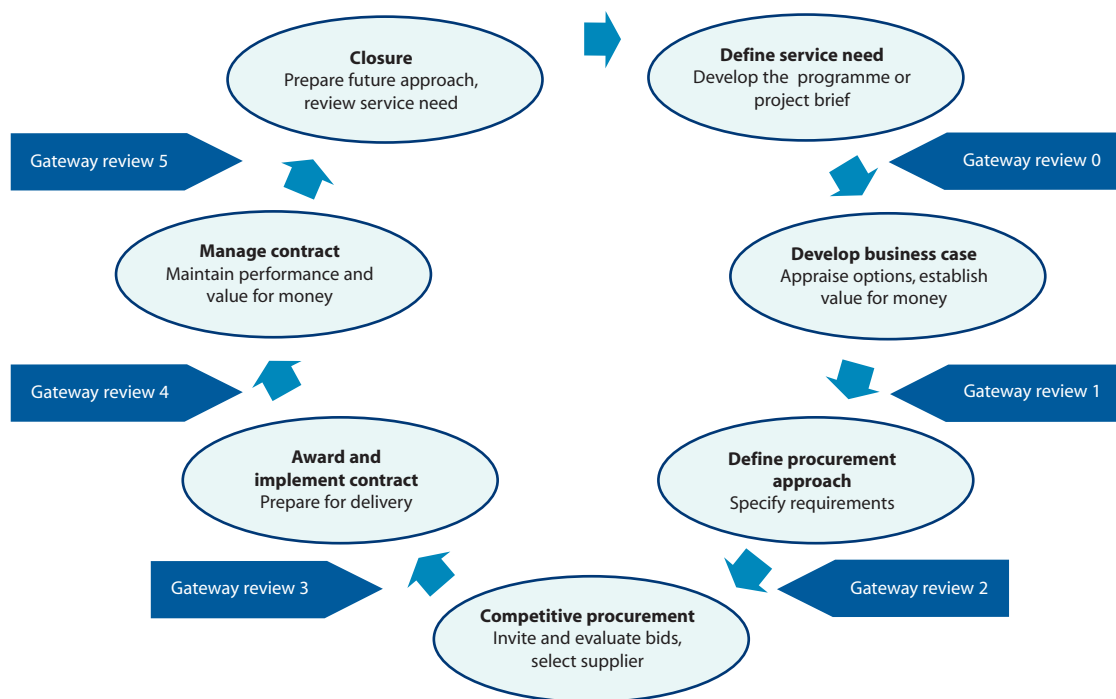 Closure
Prepare future approach,
review service need
Define service need
Develop the programme or
project brief
Gateway review 5
Gateway review 0
Manage contract
Maintain performance and
value for money
Develop business case
Appraise options, establish
value for money
Gateway review 4
Gateway review 1
Award and
implement contract
Prepare for delivery
Define procurement
approach
Specify requirements
Gateway review 3
Gateway review 2
Competitive procurement
Invite and evaluate bids,
select supplier